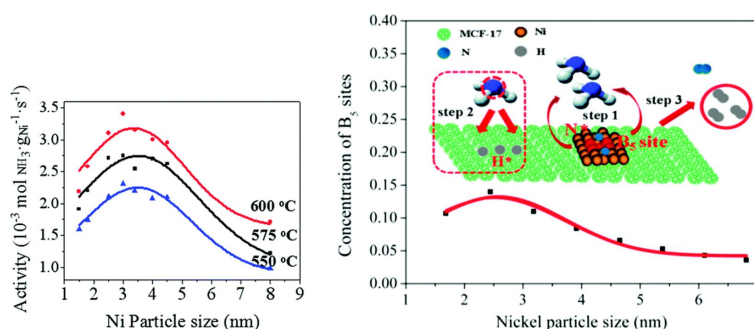 Activity (10⁻³ mol NH₃·gNi⁻¹·s⁻¹)
3.5
3.0
2.5
2.0
1.5
1.0
600 °C
575 °C
550 °C
1 2 3 4 5 6 7 8 9
Ni Particle size (nm)
Concentration of B₅ sites
0.40
0.35
0.30
0.25
0.20
0.15
0.10
0.05
0.00
MCF-17 Ni
N H
step 2
step 1
step 3
N*
B₅ site
H*
1 2 3 4 5 6
Nickel particle size (nm)